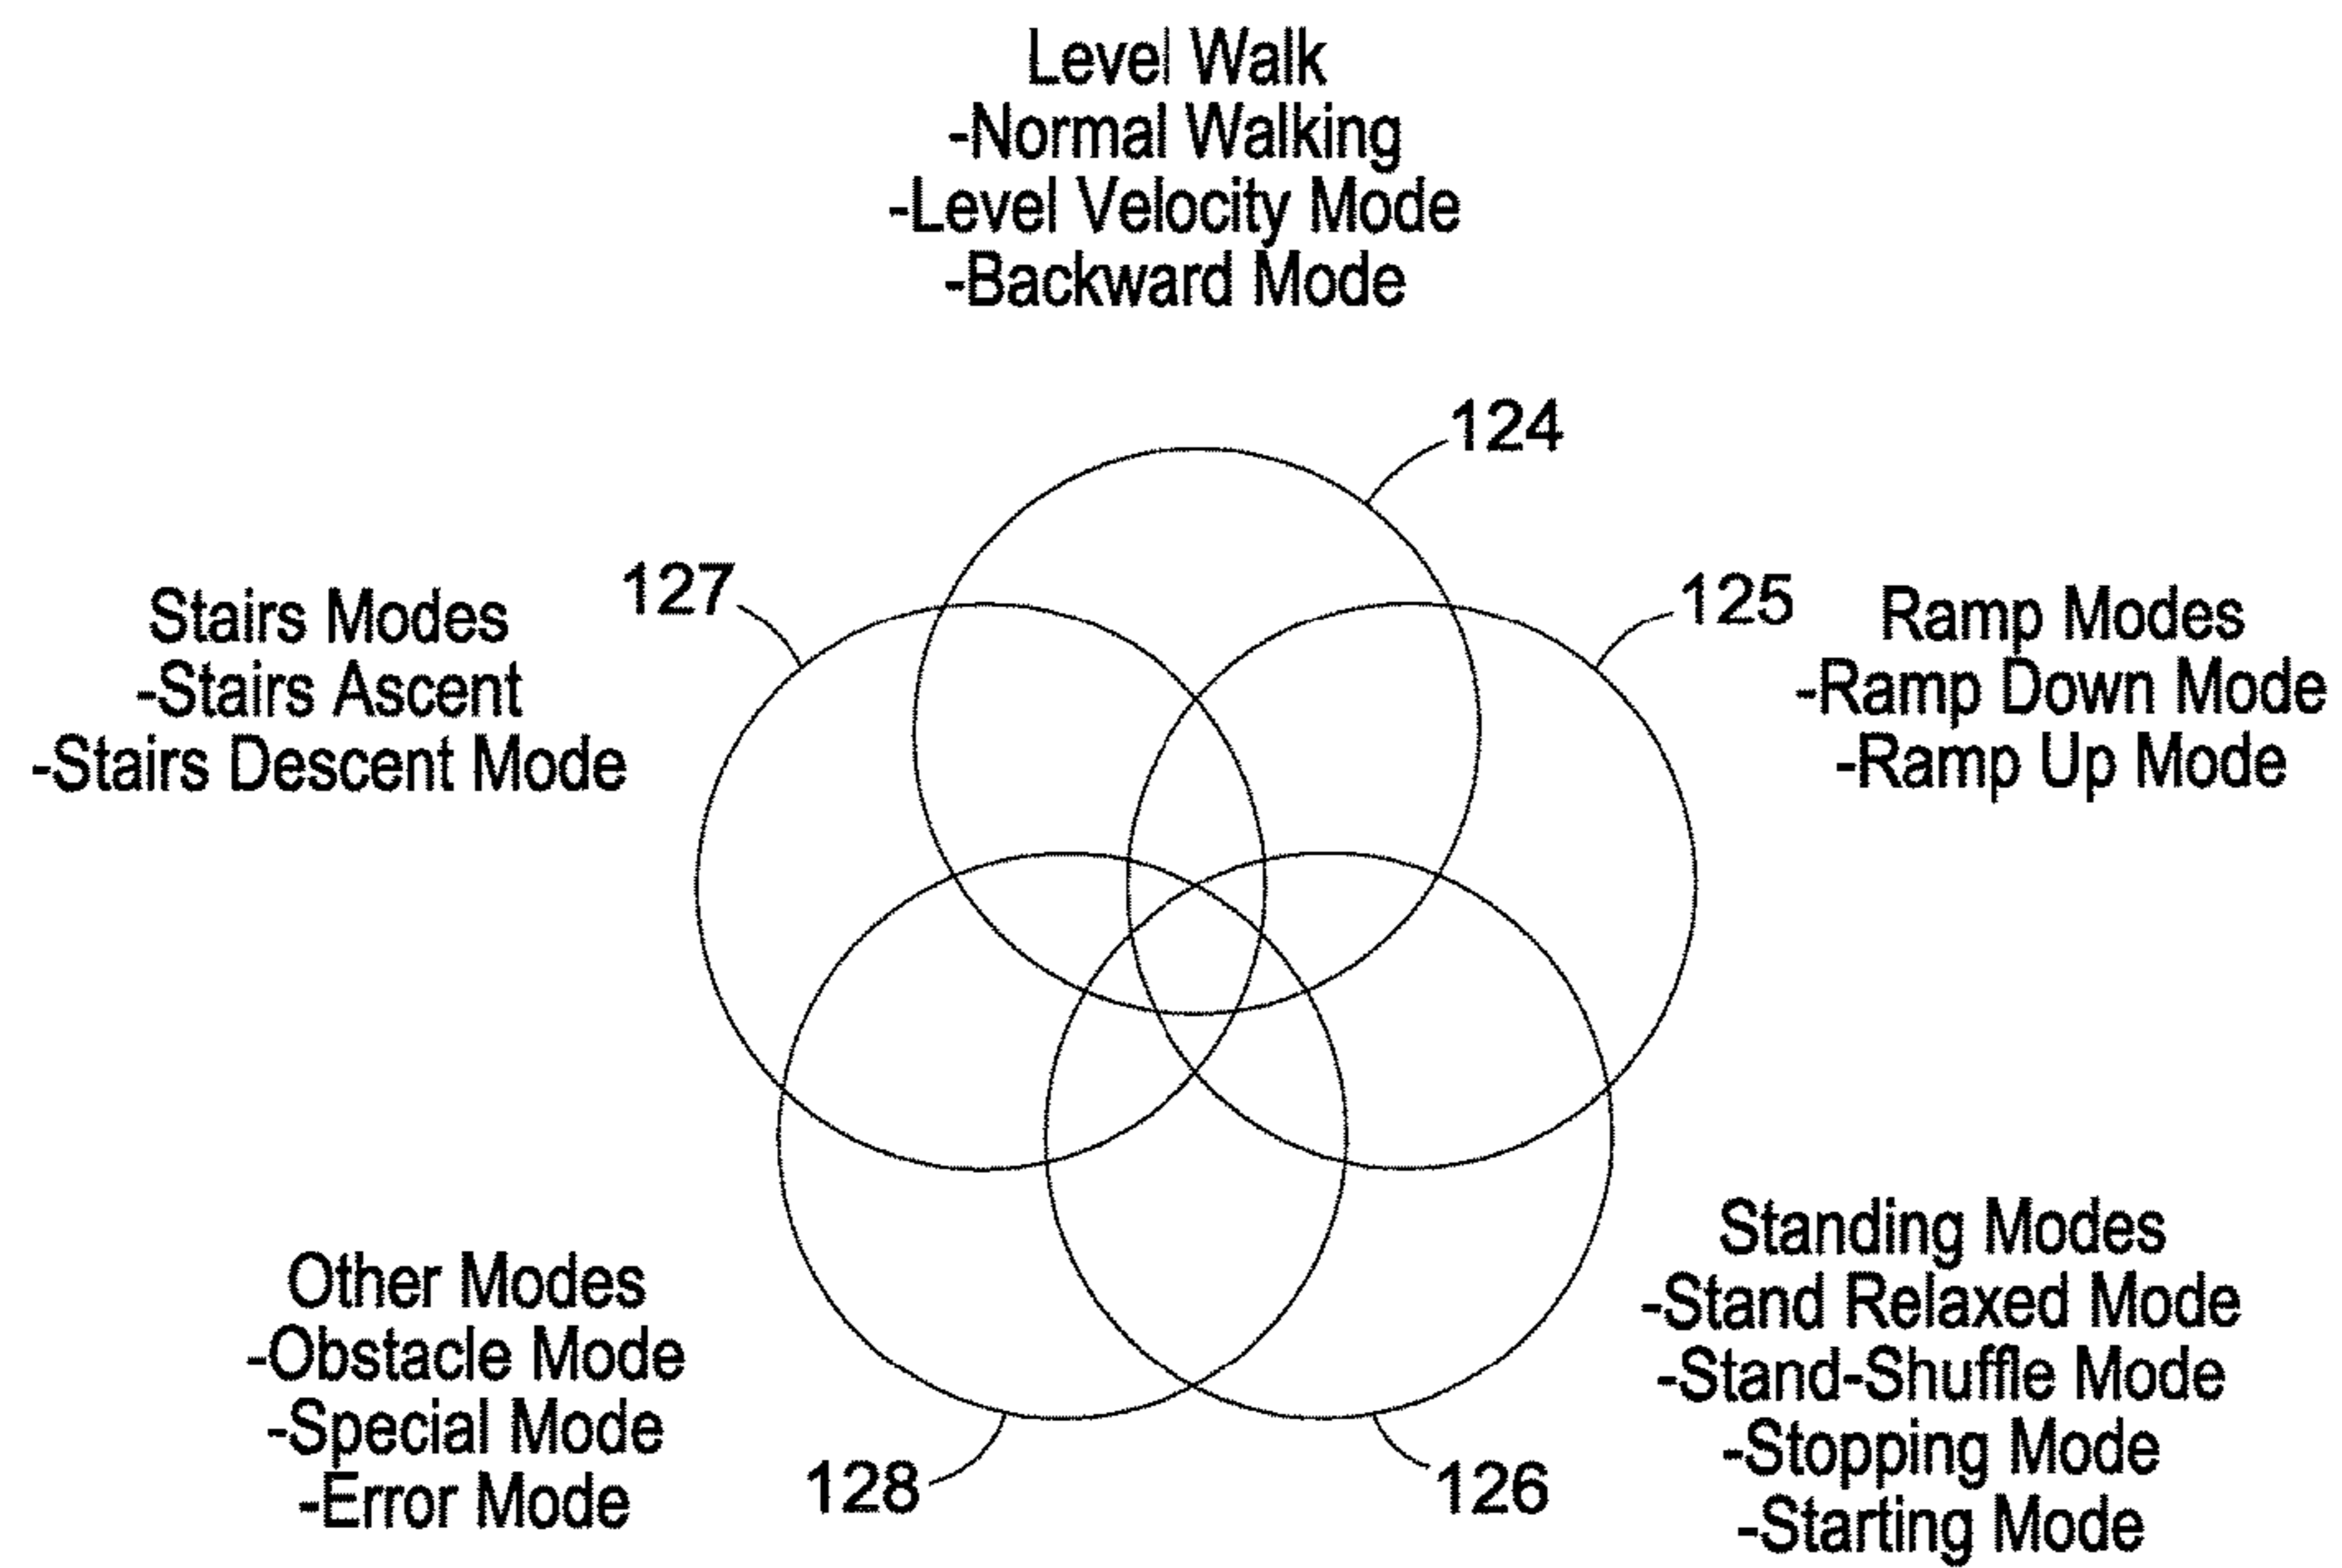 Level Walk
-Normal Walking
-Level Velocity Mode
-Backward Mode
124
127
125
Stairs Modes
-Stairs Ascent
-Stairs Descent Mode
Ramp Modes
-Ramp Down Mode
-Ramp Up Mode
Other Modes
-Obstacle Mode
-Special Mode
-Error Mode
128
126
Standing Modes
-Stand Relaxed Mode
-Stand-Shuffle Mode
-Stopping Mode
-Starting Mode